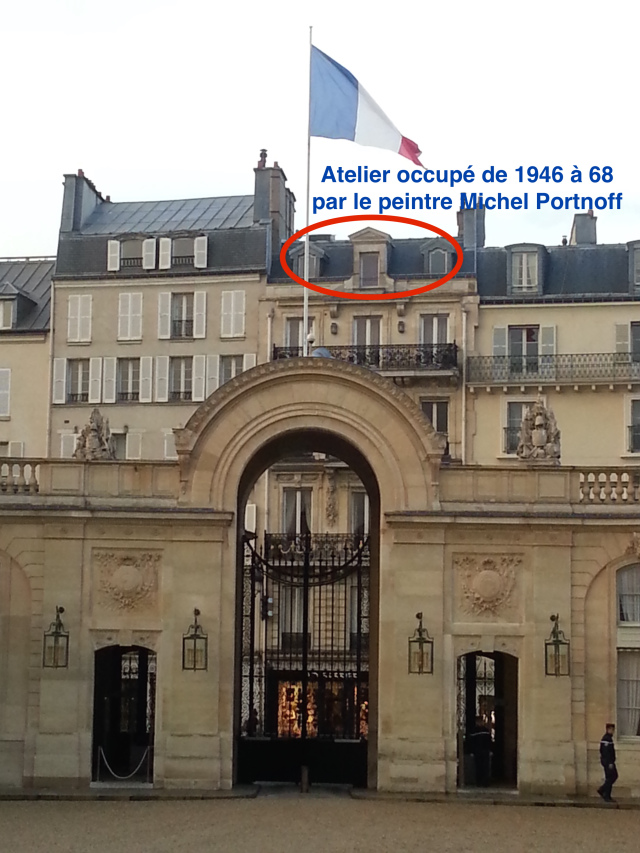 Atelier occupé de 1946 à 68
par le peintre Michel Portnoff